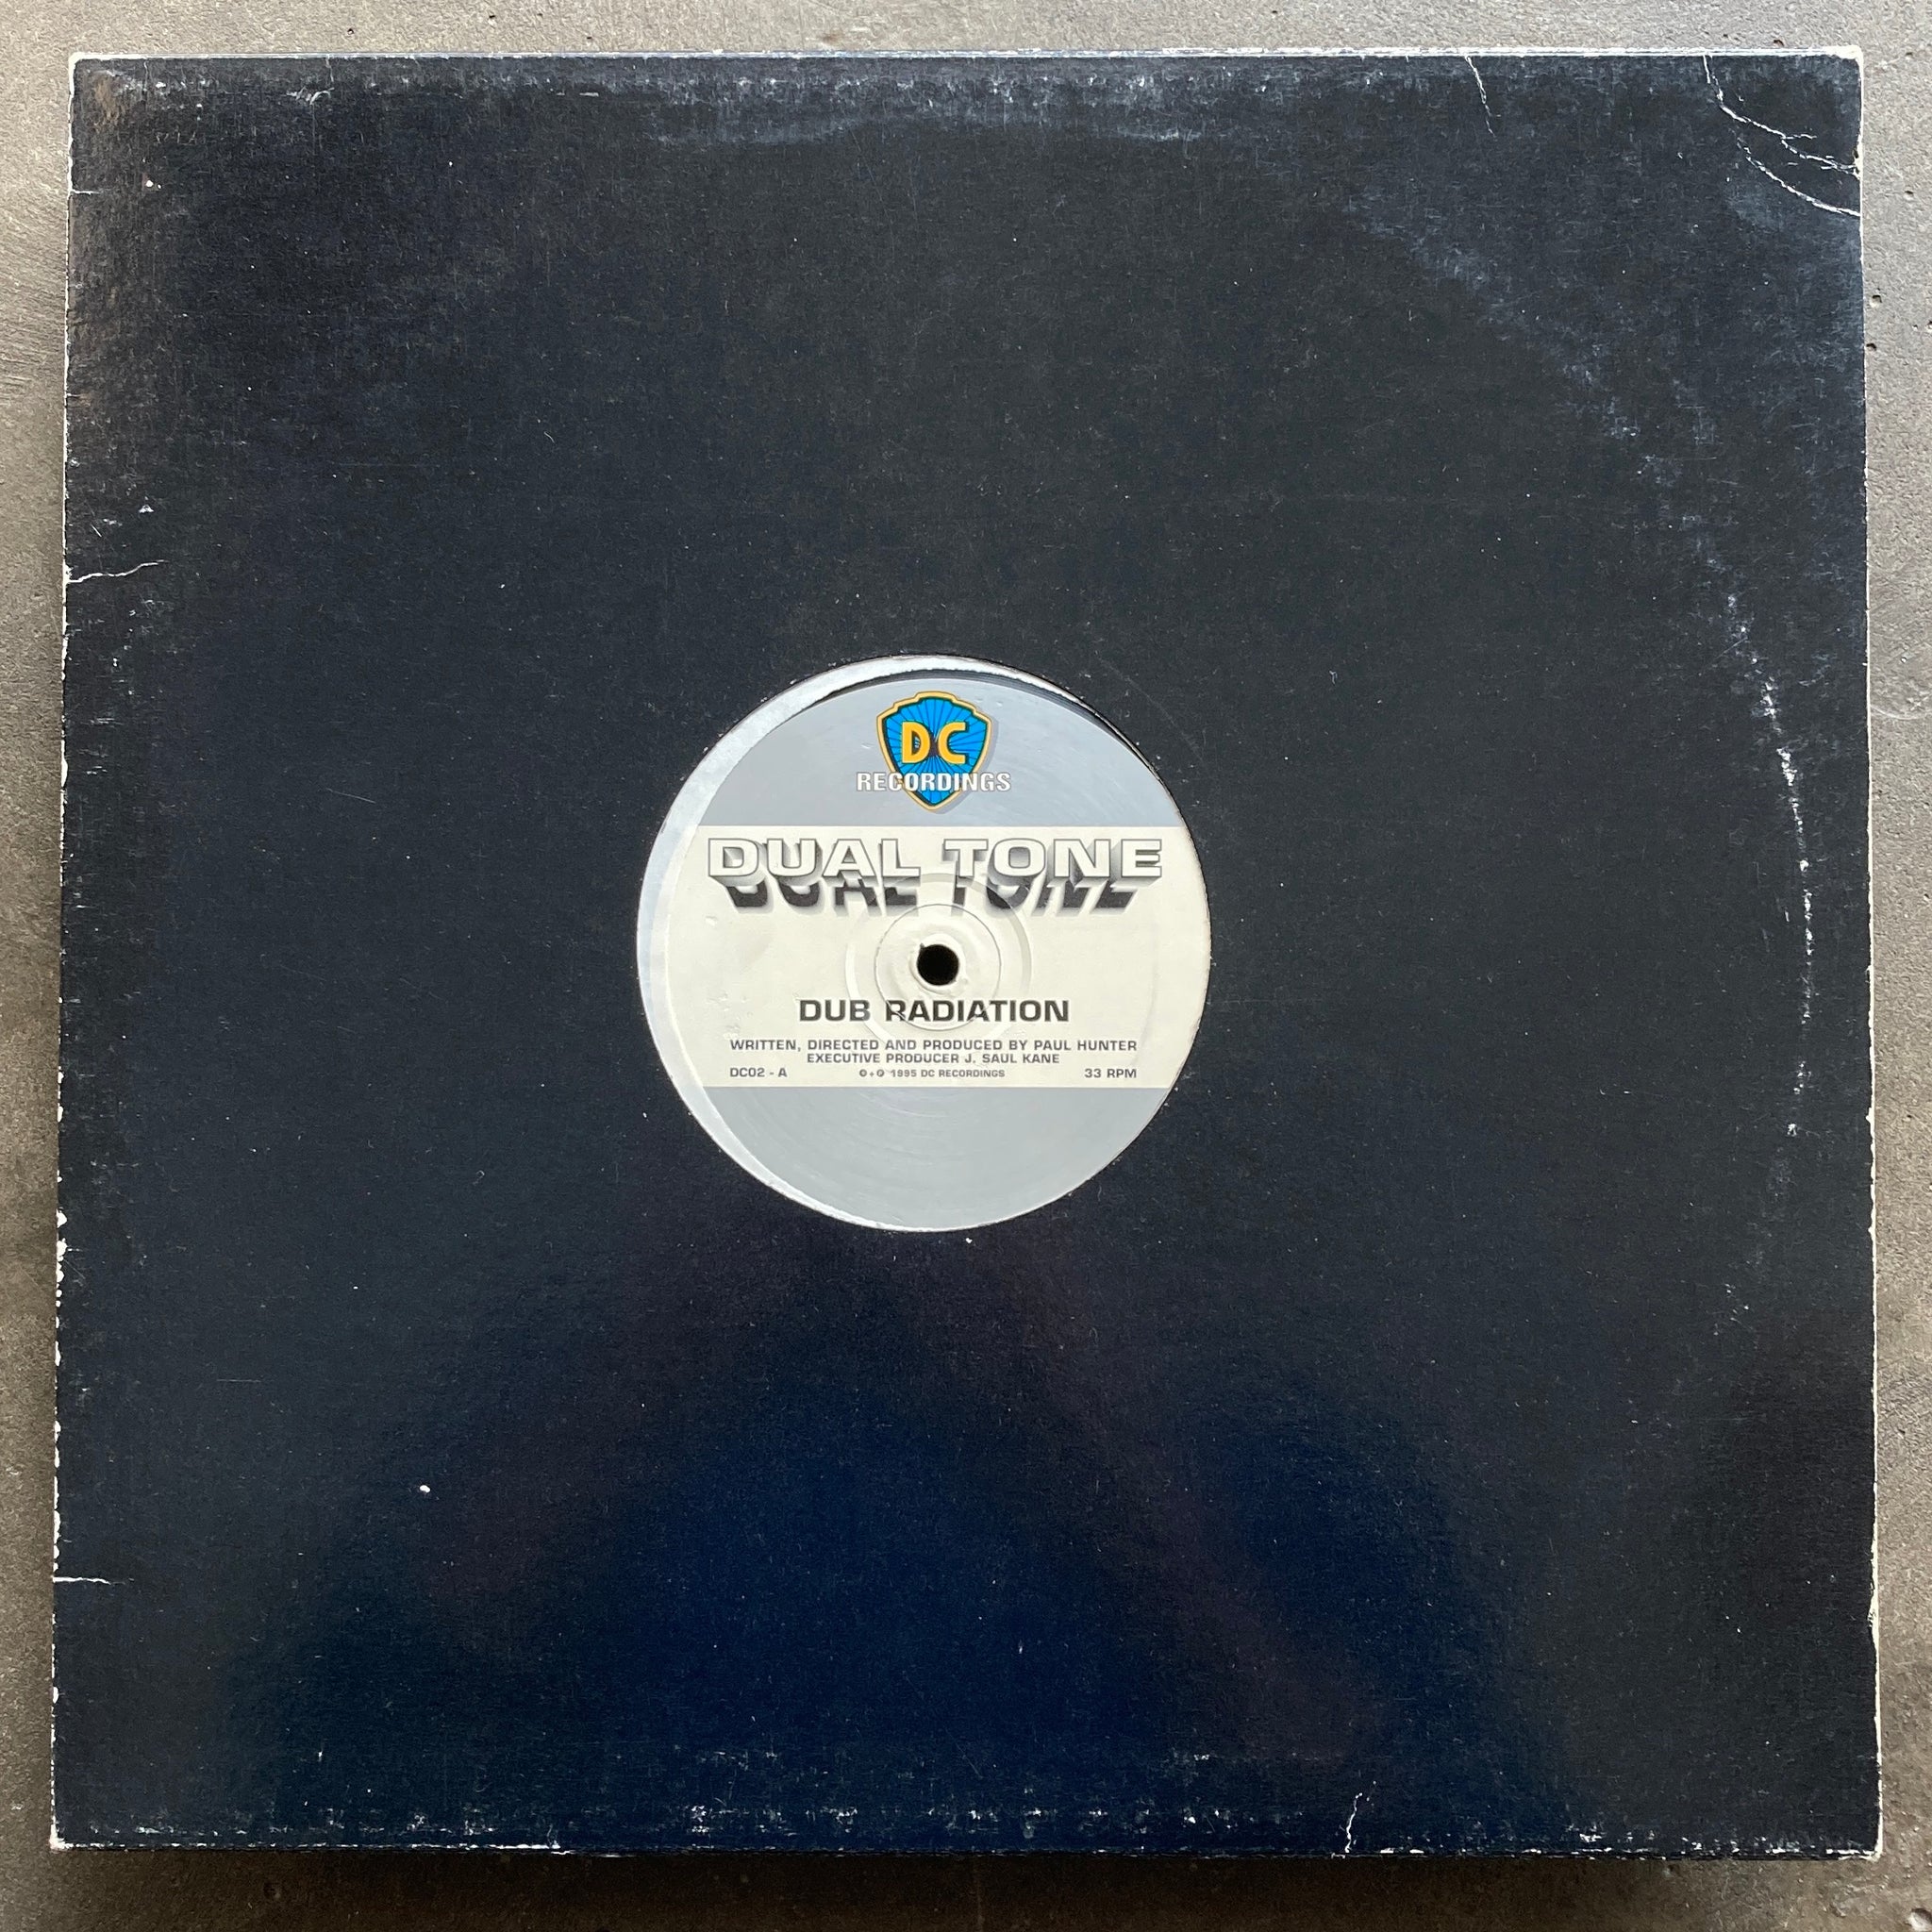 DC
RECORDINGS
DUAL TONE
DUB RADIATION
WRITTEN, DIRECTED AND PRODUCED BY PAUL HUNTER
EXECUTIVE PRODUCER J. SAUL KANE
DC02 - A ©+℗ 1995 DC RECORDINGS 33 RPM